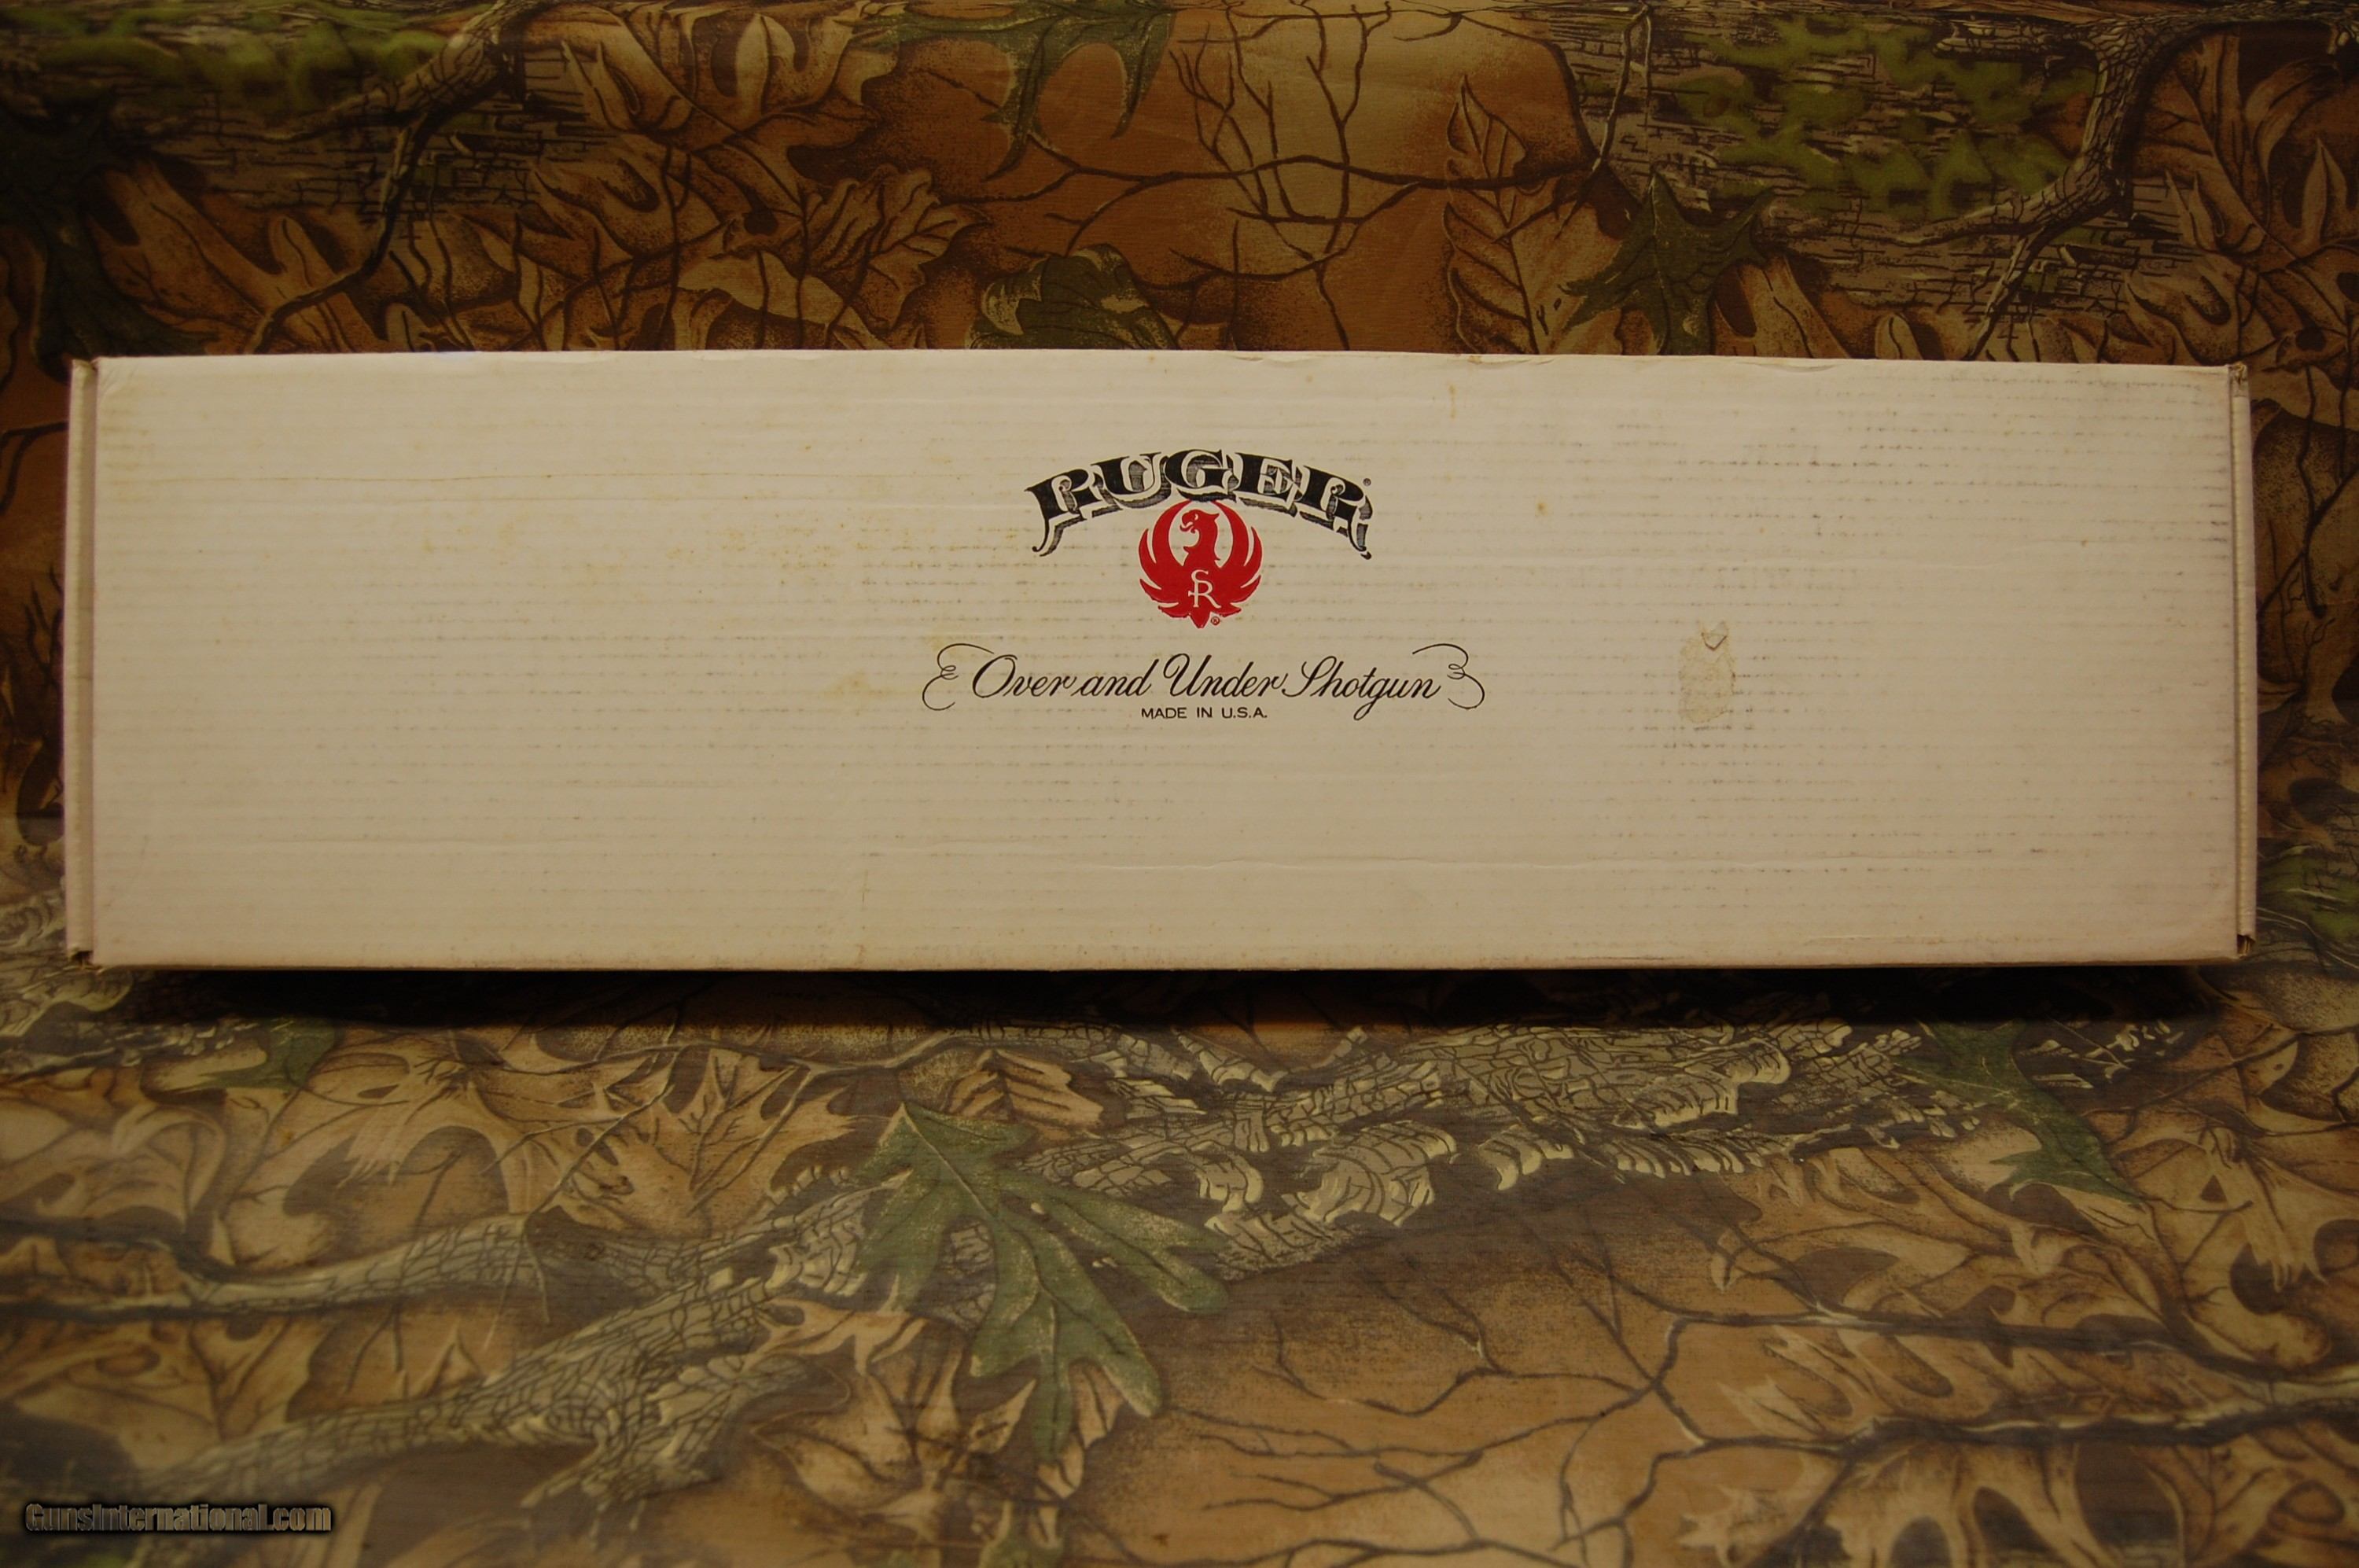 RUGER®
SR®
Over and Under Shotgun
MADE IN U.S.A.
GunsInternational.com